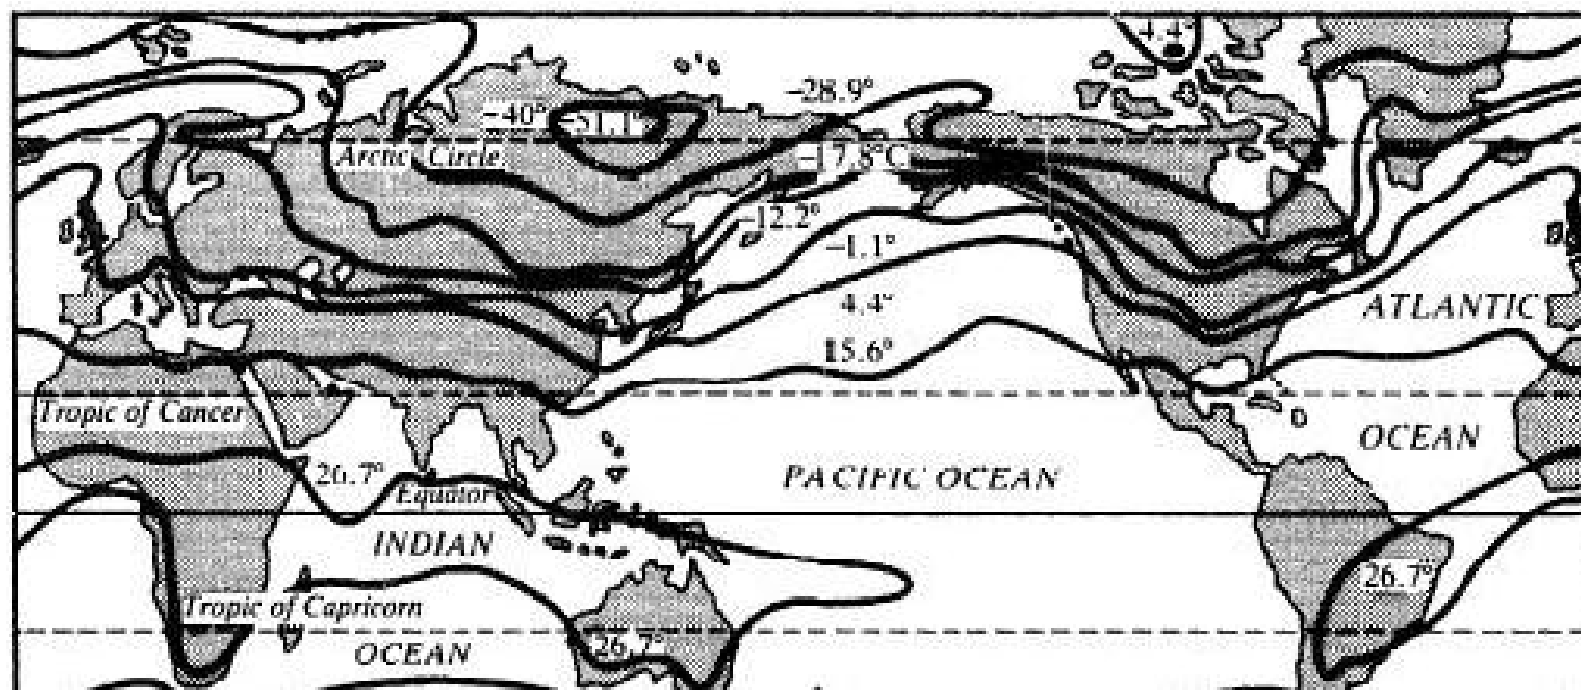 4.4°
-28.9°
-40°
-51.1°
Arctic Circle
-17.8°C
-12.2°
-1.1°
4.4°
ATLANTIC
15.6°
Tropic of Cancer
OCEAN
26.7°
PACIFIC OCEAN
Equator
INDIAN
26.7°
Tropic of Capricorn
26.7°
OCEAN